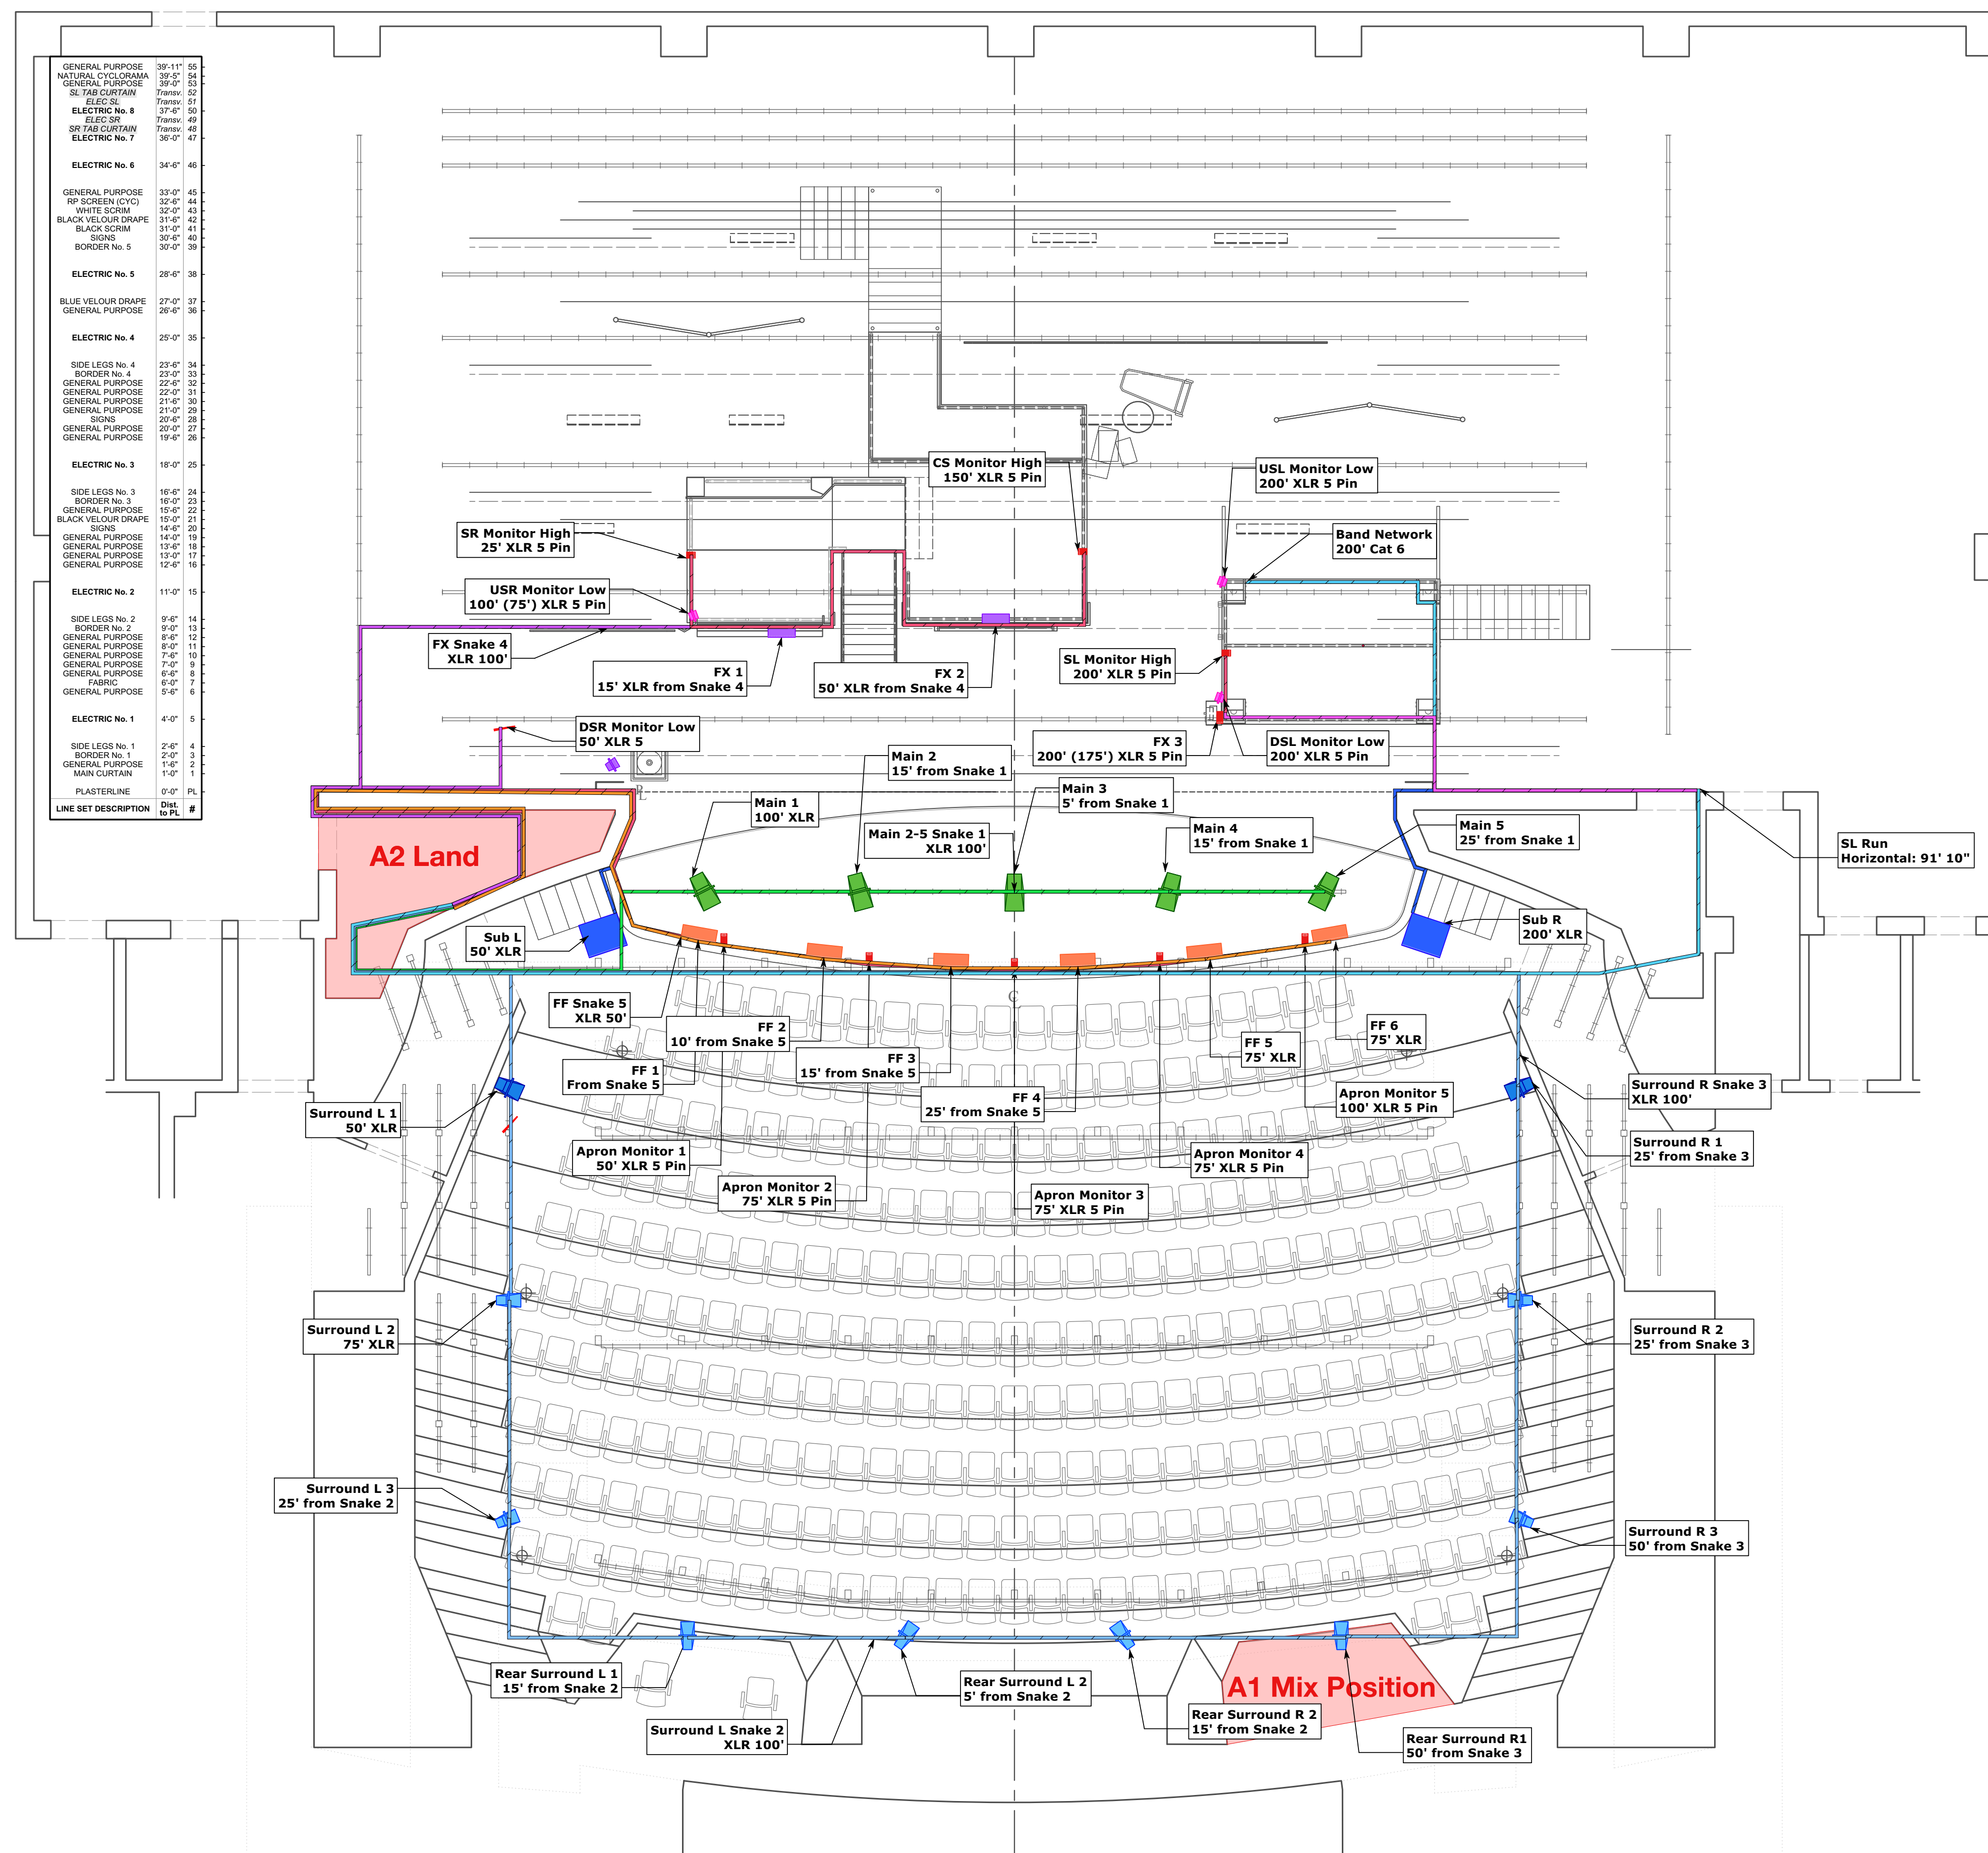 GENERAL PURPOSE 39'-11" 55
NATURAL CYCLORAMA 39'-5" 54
GENERAL PURPOSE 39'-0" 53
SL TAB CURTAIN Transv. 52
ELEC SL Transv. 51
ELECTRIC No. 8 37'-6" 50
ELEC SR Transv. 49
SR TAB CURTAIN Transv. 48
ELECTRIC No. 7 36'-0" 47
ELECTRIC No. 6 34'-6" 46
GENERAL PURPOSE 33'-0" 45
RP SCREEN (CYC) 32'-6" 44
WHITE SCRIM 32'-0" 43
BLACK VELOUR DRAPE 31'-6" 42
BLACK SCRIM 31'-0" 41
SIGNS 30'-6" 40
BORDER No. 5 30'-0" 39
ELECTRIC No. 5 28'-6" 38
BLUE VELOUR DRAPE 27'-0" 37
GENERAL PURPOSE 26'-6" 36
ELECTRIC No. 4 25'-0" 35
SIDE LEGS No. 4 23'-6" 34
BORDER No. 4 23'-0" 33
GENERAL PURPOSE 22'-6" 32
GENERAL PURPOSE 22'-0" 31
GENERAL PURPOSE 21'-6" 30
GENERAL PURPOSE 21'-0" 29
SIGNS 20'-6" 28
GENERAL PURPOSE 20'-0" 27
GENERAL PURPOSE 19'-6" 26
ELECTRIC No. 3 18'-0" 25
SIDE LEGS No. 3 16'-6" 24
BORDER No. 3 16'-0" 23
GENERAL PURPOSE 15'-6" 22
BLACK VELOUR DRAPE 15'-0" 21
SIGNS 14'-6" 20
GENERAL PURPOSE 14'-0" 19
GENERAL PURPOSE 13'-6" 18
GENERAL PURPOSE 13'-0" 17
GENERAL PURPOSE 12'-6" 16
ELECTRIC No. 2 11'-0" 15
SIDE LEGS No. 2 9'-6" 14
BORDER No. 2 9'-0" 13
GENERAL PURPOSE 8'-6" 12
GENERAL PURPOSE 8'-0" 11
GENERAL PURPOSE 7'-6" 10
GENERAL PURPOSE 7'-0" 9
GENERAL PURPOSE 6'-6" 8
FABRIC 6'-0" 7
GENERAL PURPOSE 5'-6" 6
ELECTRIC No. 1 4'-0" 5
SIDE LEGS No. 1 2'-6" 4
BORDER No. 1 2'-0" 3
GENERAL PURPOSE 1'-6" 2
MAIN CURTAIN 1'-0" 1
PLASTERLINE 0'-0" PL
LINE SET DESCRIPTION Dist. to PL #
CS Monitor High
150' XLR 5 Pin
USL Monitor Low
200' XLR 5 Pin
SR Monitor High
25' XLR 5 Pin
Band Network
200' Cat 6
USR Monitor Low
100' (75') XLR 5 Pin
FX Snake 4
XLR 100'
FX 1
15' XLR from Snake 4
FX 2
50' XLR from Snake 4
SL Monitor High
200' XLR 5 Pin
DSR Monitor Low
50' XLR 5
FX 3
200' (175') XLR 5 Pin
DSL Monitor Low
200' XLR 5 Pin
Main 2
15' from Snake 1
Main 3
5' from Snake 1
Main 1
100' XLR
Main 2-5 Snake 1
XLR 100'
Main 4
15' from Snake 1
Main 5
25' from Snake 1
SL Run
Horizontal: 91' 10"
A2 Land
Sub L
50' XLR
Sub R
200' XLR
FF Snake 5
XLR 50'
FF 2
10' from Snake 5
FF 1
From Snake 5
FF 3
15' from Snake 5
FF 4
25' from Snake 5
FF 5
75' XLR
FF 6
75' XLR
Apron Monitor 5
100' XLR 5 Pin
Surround R Snake 3
XLR 100'
Surround L 1
50' XLR
Surround R 1
25' from Snake 3
Apron Monitor 1
50' XLR 5 Pin
Apron Monitor 2
75' XLR 5 Pin
Apron Monitor 3
75' XLR 5 Pin
Apron Monitor 4
75' XLR 5 Pin
Surround L 2
75' XLR
Surround R 2
25' from Snake 3
Surround L 3
25' from Snake 2
Surround R 3
50' from Snake 3
Rear Surround L 1
15' from Snake 2
Surround L Snake 2
XLR 100'
Rear Surround L 2
5' from Snake 2
A1 Mix Position
Rear Surround R 2
15' from Snake 2
Rear Surround R1
50' from Snake 3